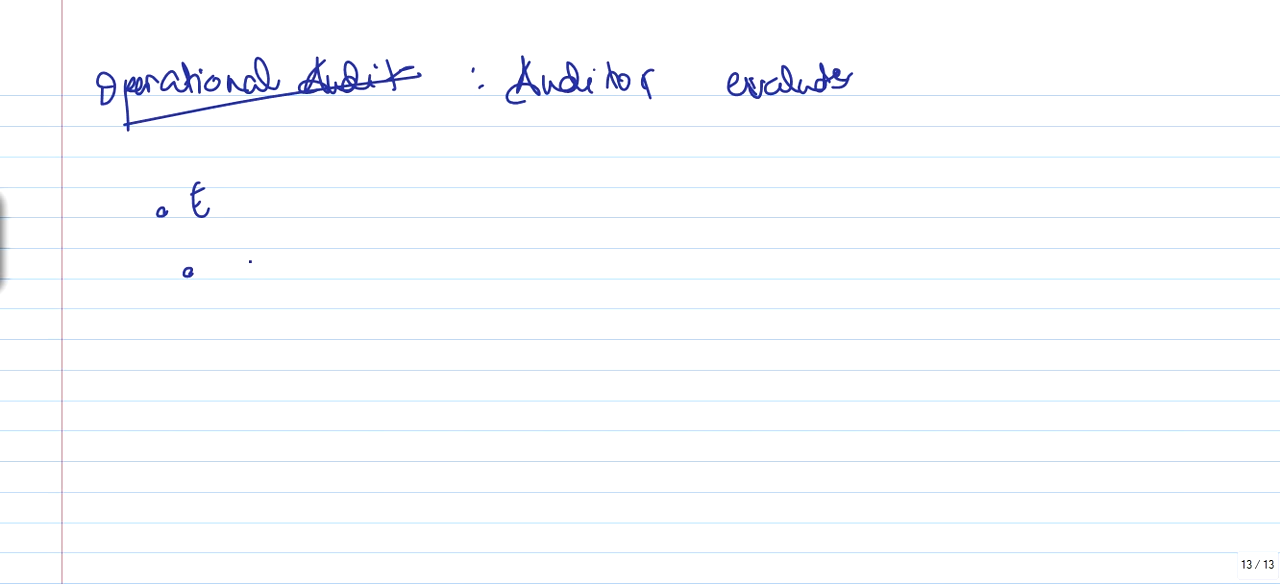 Operational Audit : Auditor evaluates
• E
•
13 / 13